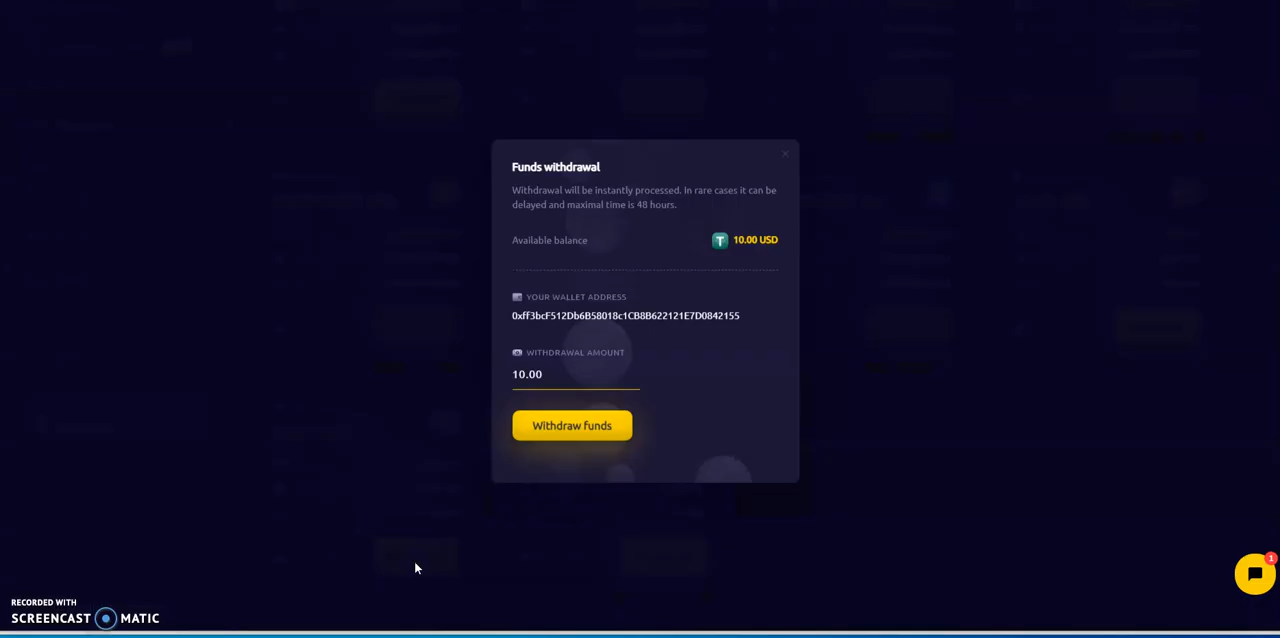 Funds withdrawal
Withdrawal will be instantly processed. In rare cases it can be
delayed and maximal time is 48 hours.
Available balance
10.00 USD
YOUR WALLET ADDRESS
0xff3bcF512Db6B58018c1CB8B622121E7D0842155
WITHDRAWAL AMOUNT
10.00
Withdraw funds
1
RECORDED WITH
SCREENCAST MATIC